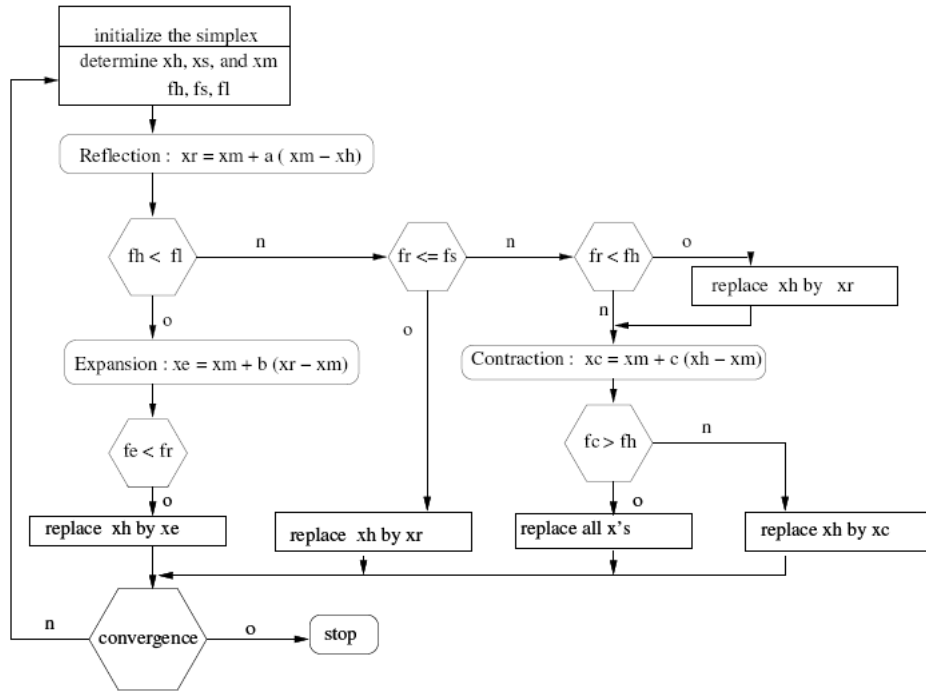 initialize the simplex
determine xh, xs, and xm
fh, fs, fl
Reflection : xr = xm + a ( xm − xh)
fh < fl
n
fr <= fs
n
fr < fh
o
replace xh by xr
o
o
n
Expansion : xe = xm + b (xr − xm)
Contraction : xc = xm + c (xh − xm)
fe < fr
fc > fh
n
o
o
replace xh by xe
replace xh by xr
replace all x's
replace xh by xc
n
convergence
o
stop